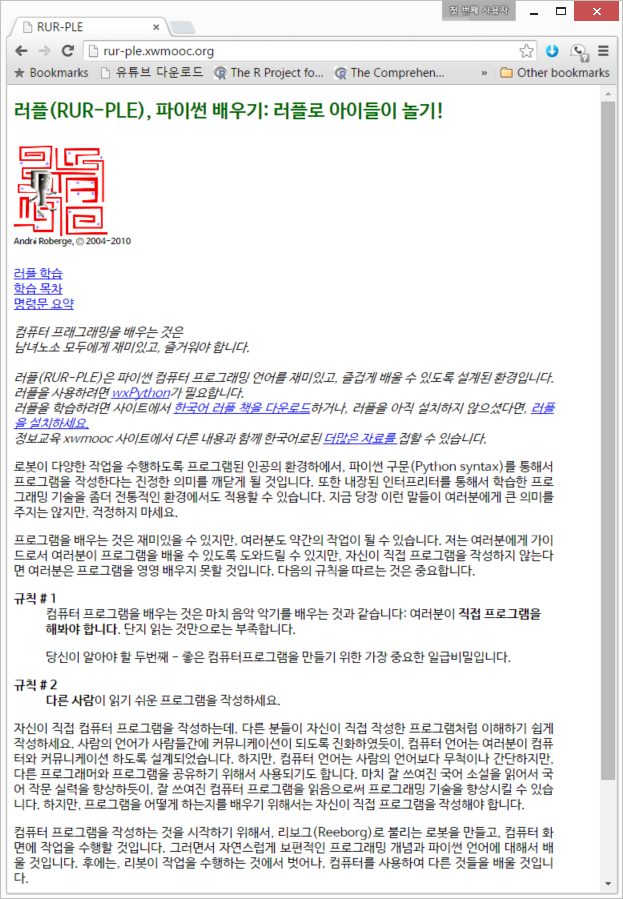 첫 번째 사용자
RUR-PLE
rur-ple.xwmooc.org
Bookmarks
유튜브 다운로드
The R Project fo...
The Comprehen...
»
Other bookmarks
러플(RUR-PLE), 파이썬 배우기: 러플로 아이들이 놀기!
André Roberge, © 2004-2010
러플 학습
학습 목차
명령문 요약
컴퓨터 프래그래밍을 배우는 것은
남녀노소 모두에게 재미있고, 즐거워야 합니다.
러플(RUR-PLE)은 파이썬 컴퓨터 프로그래밍 언어를 재미있고, 즐겁게 배울 수 있도록 설계된 환경입니다.
러플을 사용하려면 wxPython가 필요합니다.
러플을 학습하려면 사이트에서 한국어 러플 책을 다운로드하거나, 러플을 아직 설치하지 않으셨다면, 러플
을 설치하세요.
정보교육 xwmooc 사이트에서 다른 내용과 함께 한국어로된 더많은 자료를 접할 수 있습니다.
로봇이 다양한 작업을 수행하도록 프로그램된 인공의 환경하에서, 파이썬 구문(Python syntax)를 통해서
프로그램을 작성한다는 진정한 의미를 깨닫게 될 것입니다. 또한 내장된 인터프리터를 통해서 학습한 프로
그래밍 기술을 좀더 전통적인 환경에서도 적용할 수 있습니다. 지금 당장 이런 말들이 여러분에게 큰 의미를
주지는 않지만, 걱정하지 마세요.
프로그램을 배우는 것은 재미있을 수 있지만, 여러분도 약간의 작업이 될 수 있습니다. 저는 여러분에게 가이
드로서 여러분이 프로그램을 배울 수 있도록 도와드릴 수 있지만, 자신이 직접 프로그램을 작성하지 않는다
면 여러분은 프로그램을 영영 배우지 못할 것입니다. 다음의 규칙을 따르는 것은 중요합니다.
규칙 # 1
컴퓨터 프로그램을 배우는 것은 마치 음악 악기를 배우는 것과 같습니다: 여러분이 직접 프로그램을
해봐야 합니다. 단지 읽는 것만으로는 부족합니다.
당신이 알아야 할 두번째 - 좋은 컴퓨터프로그램을 만들기 위한 가장 중요한 일급비밀입니다.
규칙 # 2
다른 사람이 읽기 쉬운 프로그램을 작성하세요.
자신이 직접 컴퓨터 프로그램을 작성하는데, 다른 분들이 자신이 직접 작성한 프로그램처럼 이해하기 쉽게
작성하세요. 사람의 언어가 사람들간에 커뮤니케이션이 되도록 진화하였듯이, 컴퓨터 언어는 여러분이 컴퓨
터와 커뮤니케이션 하도록 설계되었습니다. 하지만, 컴퓨터 언어는 사람의 언어보다 무척이나 간단하지만,
다른 프로그래머와 프로그램을 공유하기 위해서 사용되기도 합니다. 마치 잘 쓰여진 국어 소설을 읽어서 국
어 작문 실력을 향상하듯이, 잘 쓰여진 컴퓨터 프로그램을 읽음으로써 프로그래밍 기술을 향상시킬 수 있습
니다. 하지만, 프로그램을 어떻게 하는지를 배우기 위해서는 자신이 직접 프로그램을 작성해야 합니다.
컴퓨터 프로그램을 작성하는 것을 시작하기 위해서, 리보그(Reeborg)로 불리는 로봇을 만들고, 컴퓨터 화
면에 작업을 수행할 것입니다. 그러면서 자연스럽게 보편적인 프로그래밍 개념과 파이썬 언어에 대해서 배
울 것입니다. 후에는, 리봇이 작업을 수행하는 것에서 벗어나, 컴퓨터를 사용하여 다른 것들을 배울 것입니
다.